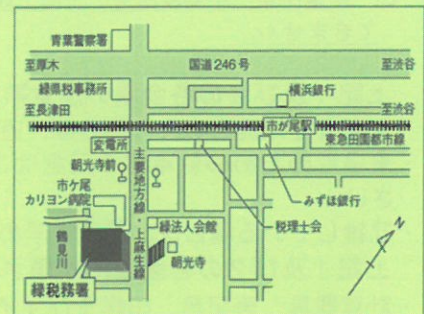 青葉警察署
至厚木
国道246号
至渋谷
緑県税事務所
横浜銀行
至長津田
至渋谷
市が尾駅
変電所
東急田園都市線
朝光寺前
主要地方線・上麻生線
みずほ銀行
市ケ尾
カリヨン病院
税理士会
緑法人会館
鶴見川
朝光寺
緑税務署
N